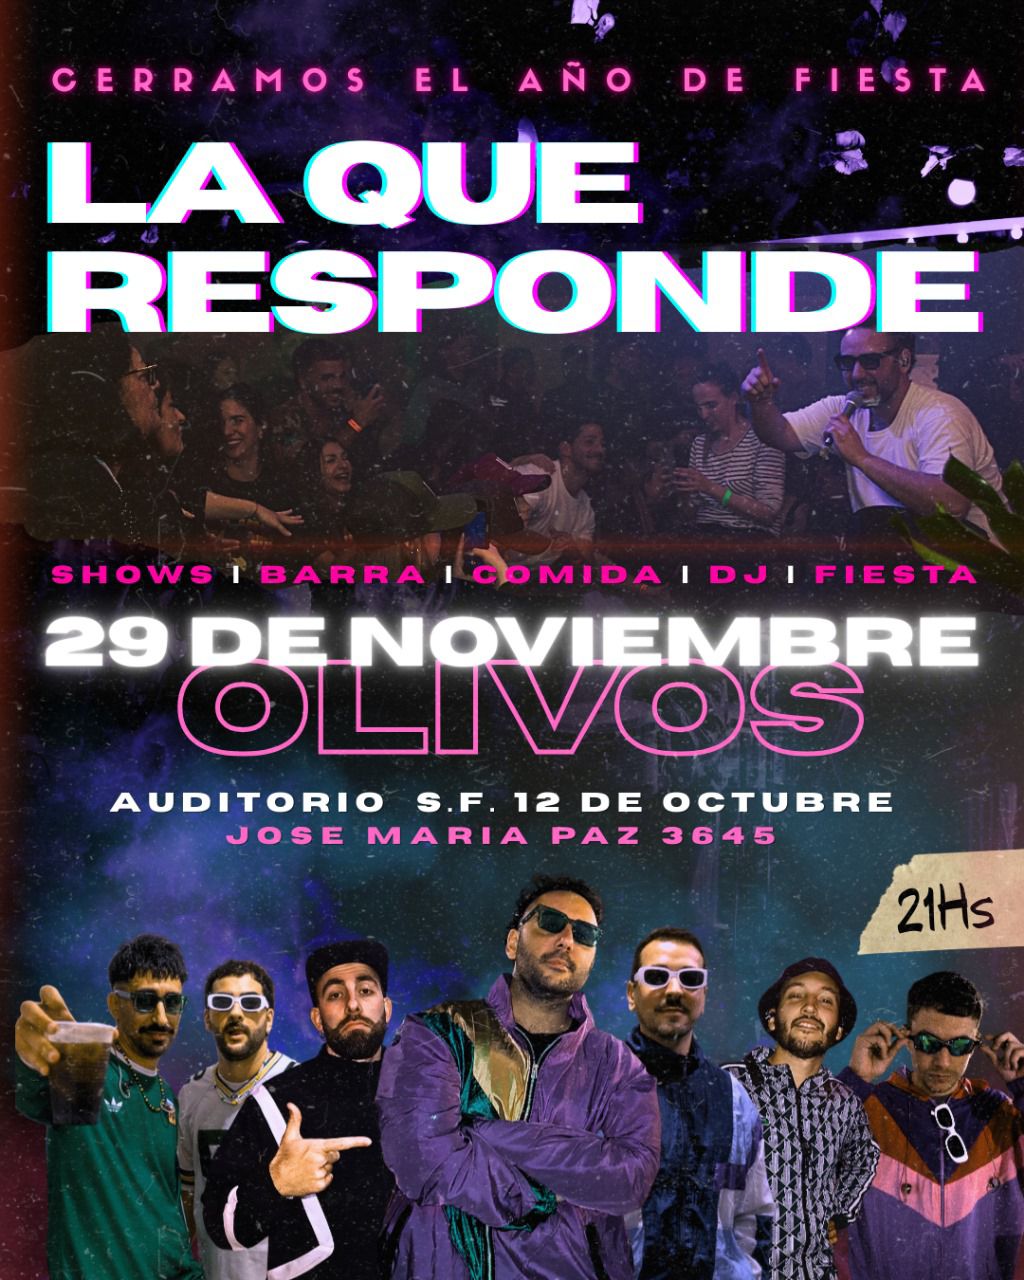 CERRAMOS EL AÑO DE FIESTA
LA QUE
RESPONDE
SHOWS I BARRA I COMIDA I DJ I FIESTA
29 DE NOVIEMBRE
OLIVOS
AUDITORIO S.F. 12 DE OCTUBRE
JOSE MARIA PAZ 3645
21Hs